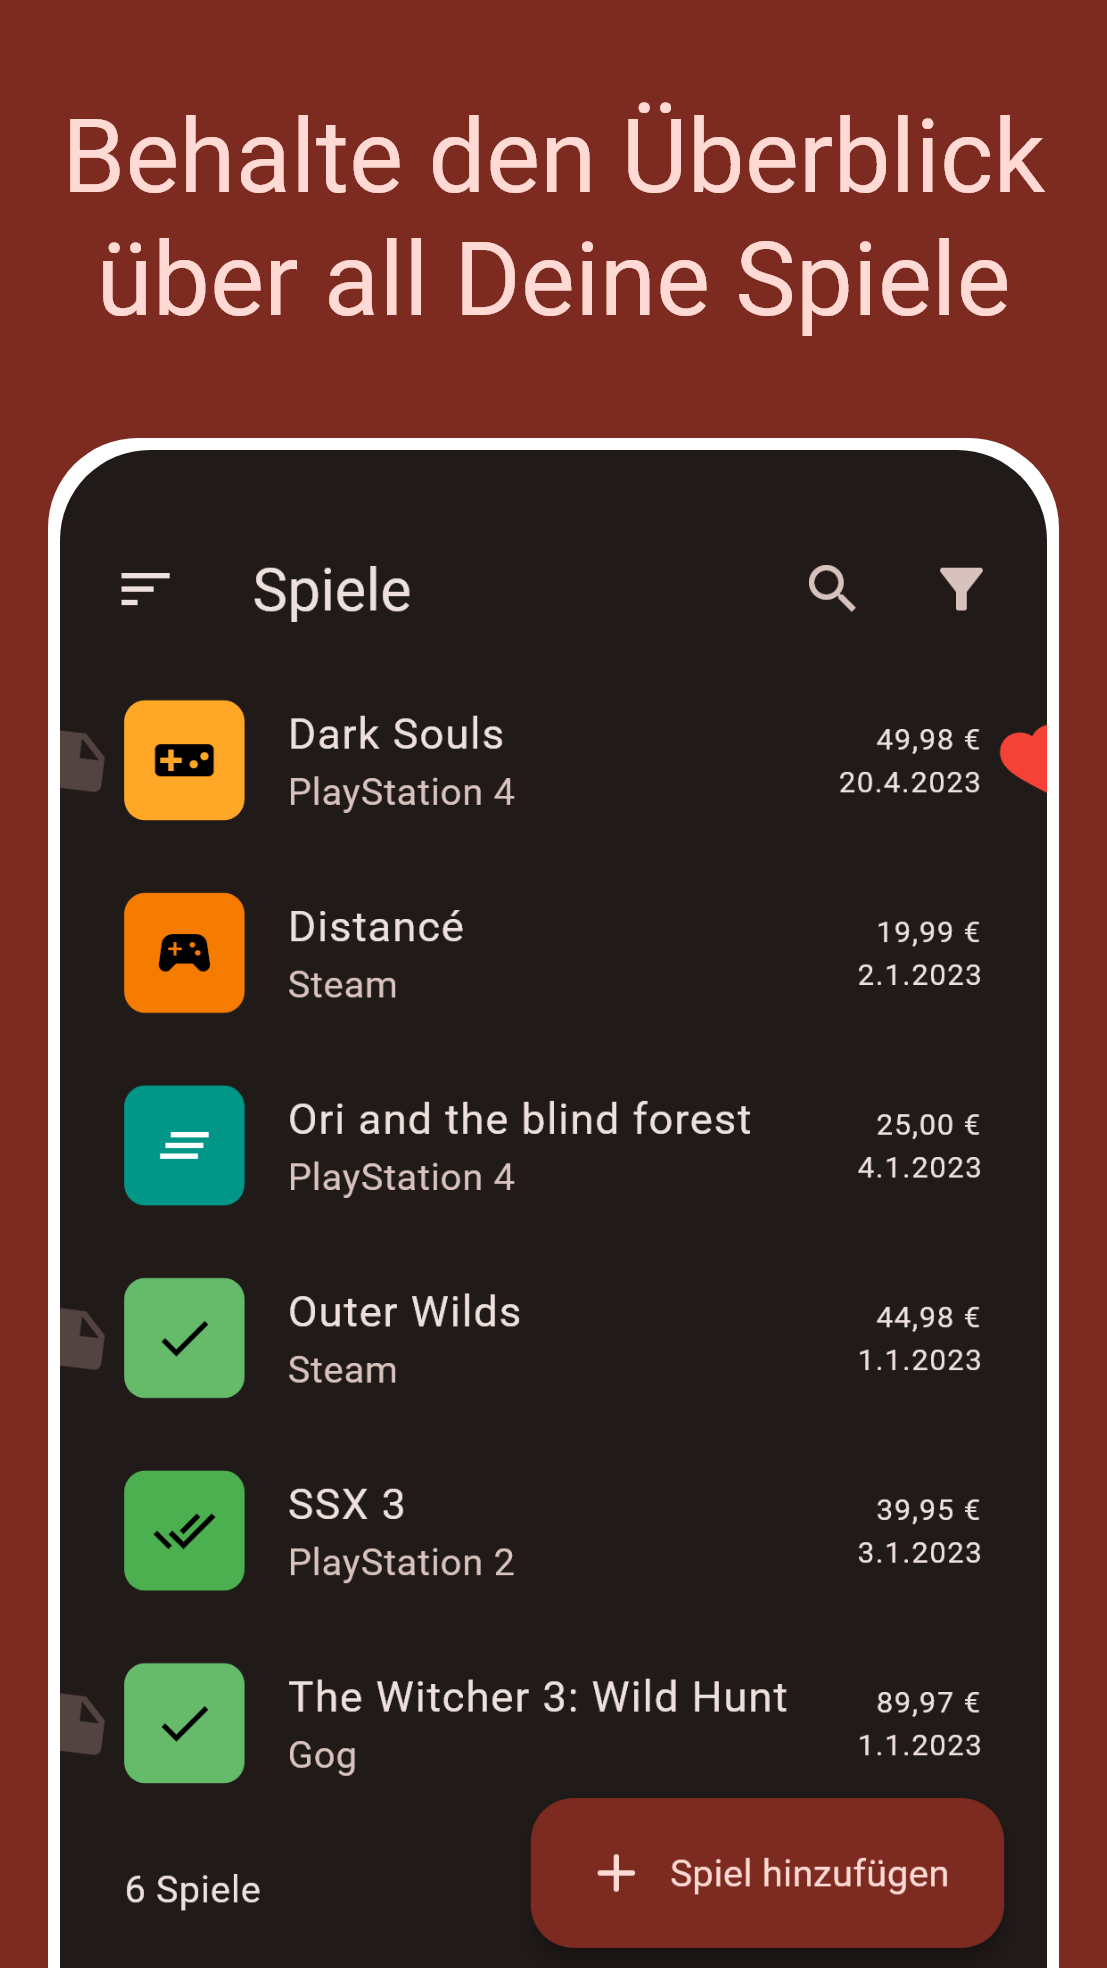 Behalte den Überblick
über all Deine Spiele
Spiele
Dark Souls
49,98 €
PlayStation 4
20.4.2023
Distancé
19,99 €
Steam
2.1.2023
Ori and the blind forest
25,00 €
PlayStation 4
4.1.2023
Outer Wilds
44,98 €
Steam
1.1.2023
SSX 3
39,95 €
PlayStation 2
3.1.2023
The Witcher 3: Wild Hunt
89,97 €
Gog
1.1.2023
6 Spiele
Spiel hinzufügen